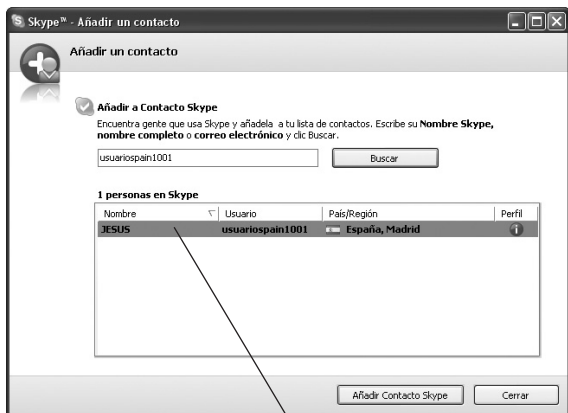 Skype™ - Añadir un contacto
Añadir un contacto
Añadir a Contacto Skype
Encuentra gente que usa Skype y añadela a tu lista de contactos. Escribe su Nombre Skype,
nombre completo o correo electrónico y clic Buscar.
usuariospain1001 Buscar
1 personas en Skype
Nombre Usuario País/Región Perfil
JESUS usuariospain1001 España, Madrid
Añadir Contacto Skype Cerrar